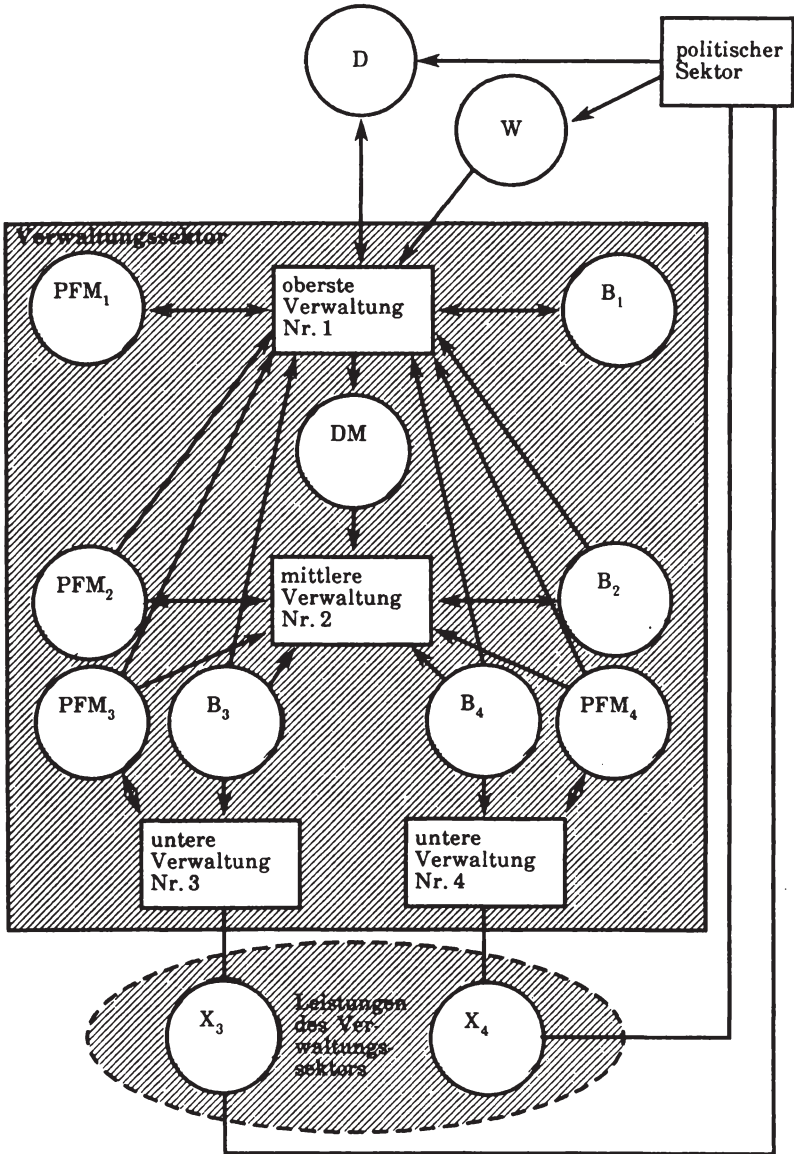 D
politischer
Sektor
W
Verwaltungssektor
PFM₁
oberste
Verwaltung
Nr. 1
B₁
DM
PFM₂
mittlere
Verwaltung
Nr. 2
B₂
PFM₃
B₃
B₄
PFM₄
untere
Verwaltung
Nr. 3
untere
Verwaltung
Nr. 4
X₃
Leistungen
des Ver-
waltungs-
sektors
X₄